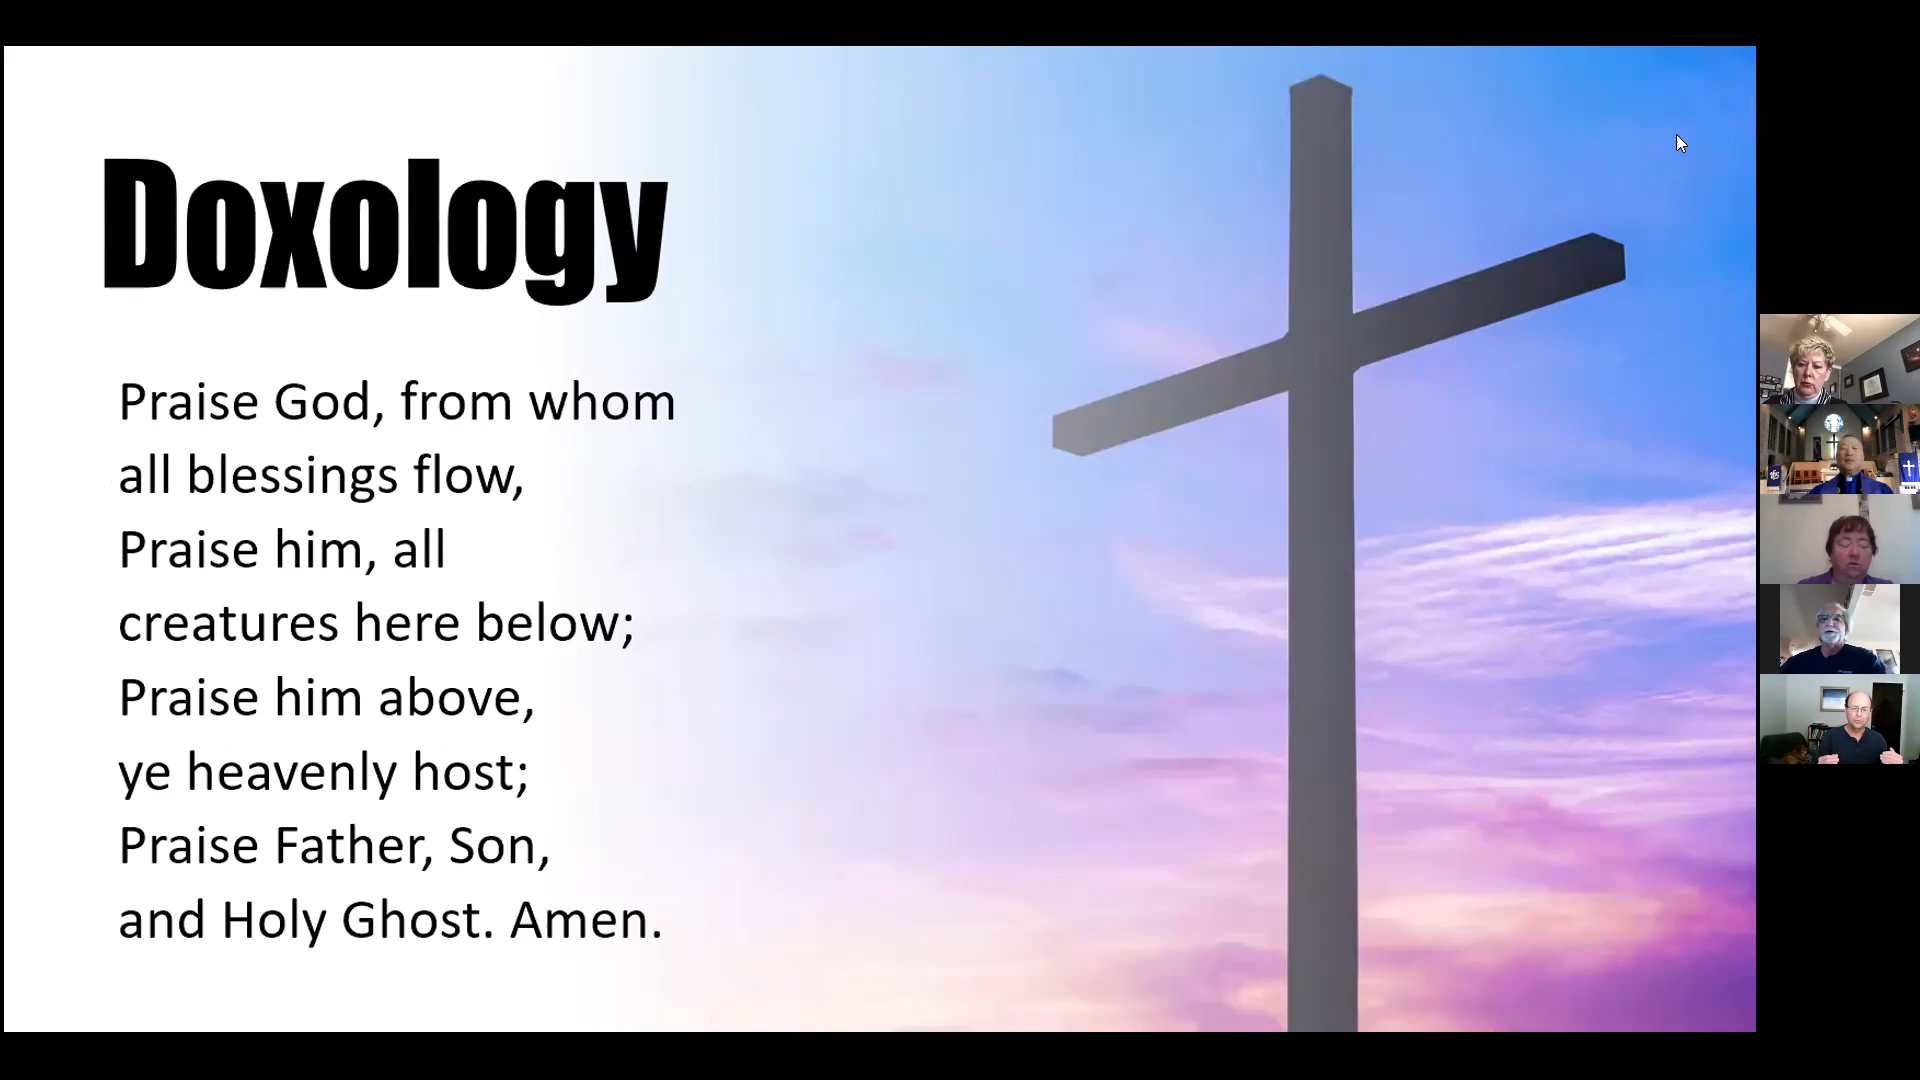 Doxology
Praise God, from whom
all blessings flow,
Praise him, all
creatures here below;
Praise him above,
ye heavenly host;
Praise Father, Son,
and Holy Ghost. Amen.